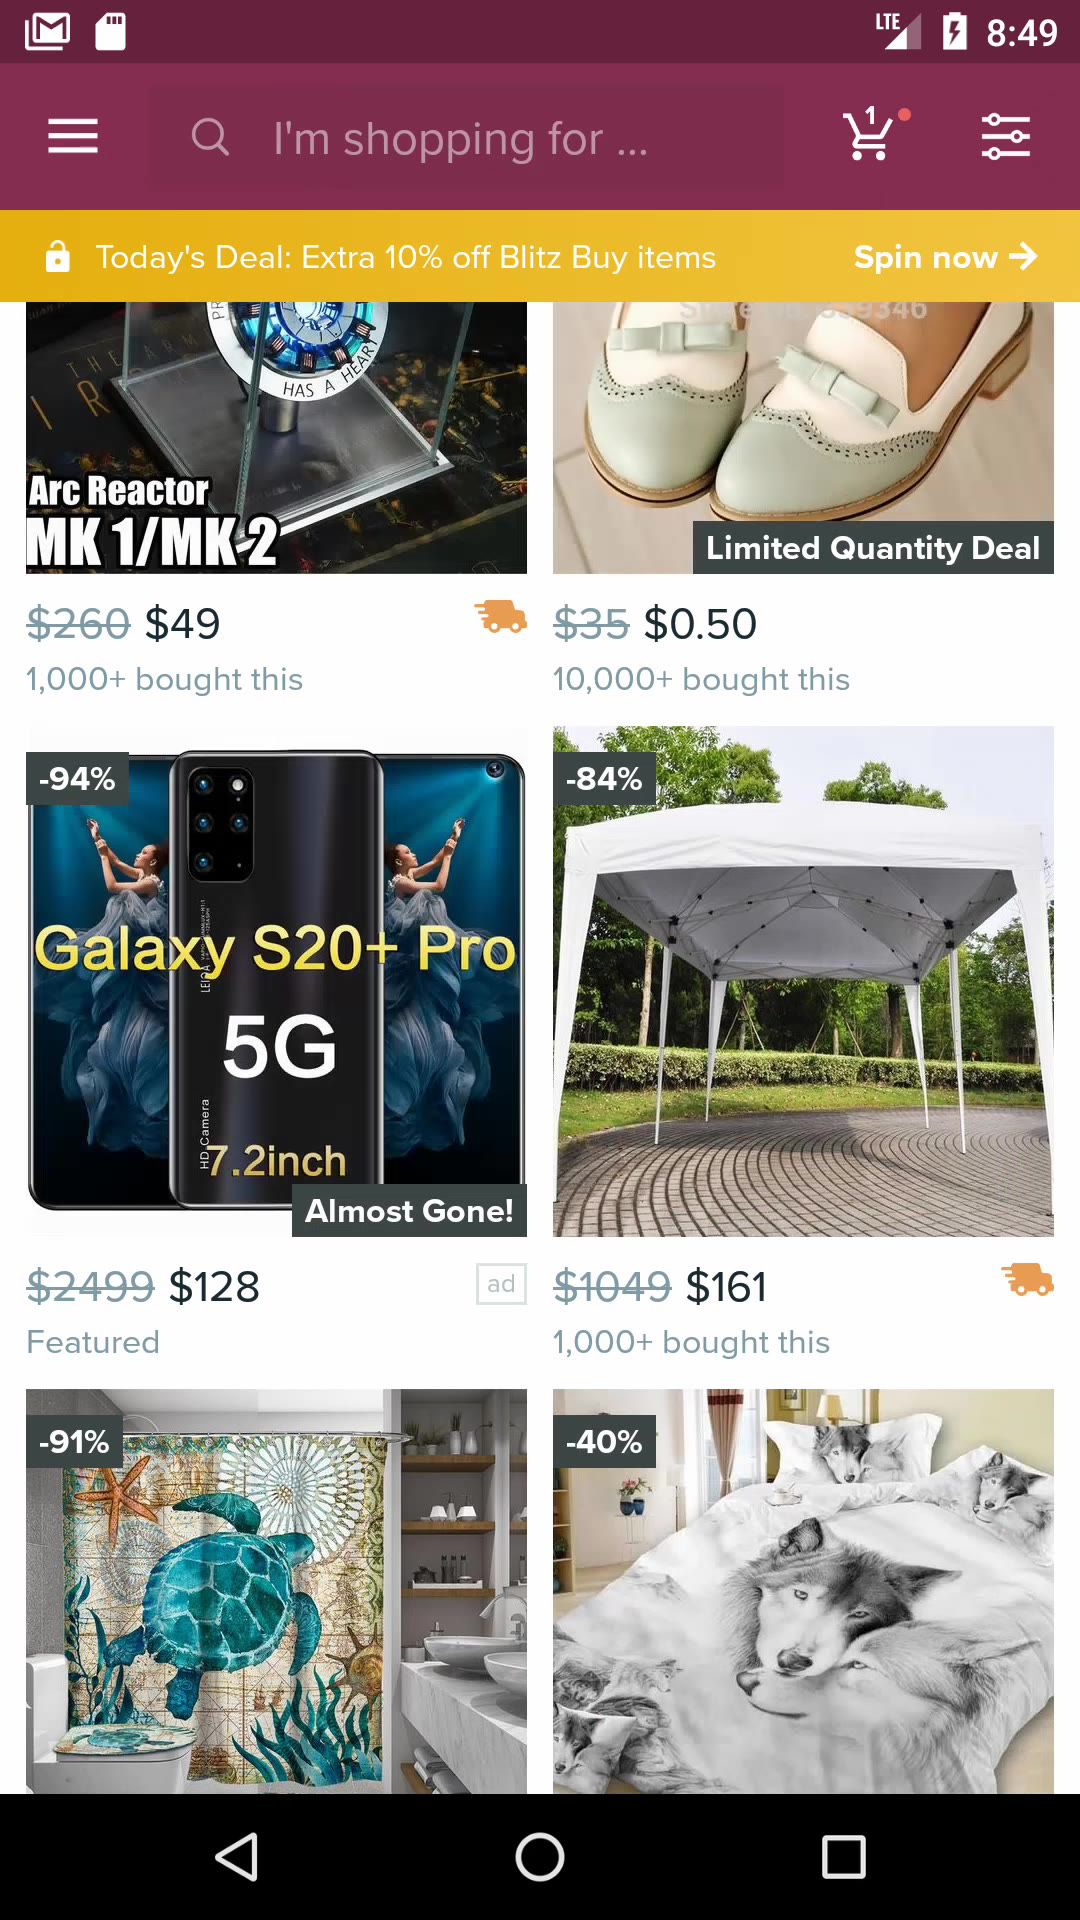 LTE 8:49
I'm shopping for ...
1
Today's Deal: Extra 10% off Blitz Buy items
Spin now →
HAS A HEART
Arc Reactor
MK 1/MK 2
Limited Quantity Deal
$260 $49
1,000+ bought this
$35 $0.50
10,000+ bought this
-94%
Galaxy S20+ Pro
5G
HD Camera
7.2inch
Almost Gone!
-84%
$2499 $128
ad
Featured
$1049 $161
1,000+ bought this
-91%
-40%